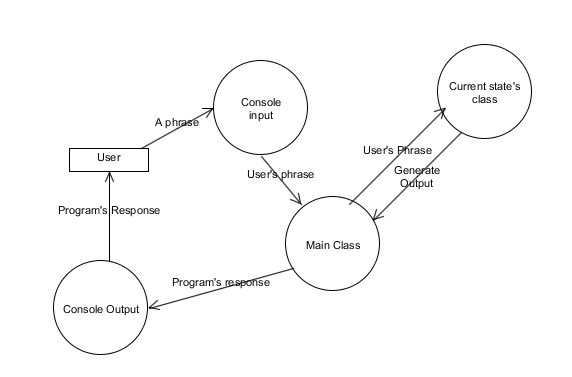 Current state's
class
Console
input
A phrase
User
User's Phrase
Generate
Output
User's phrase
Program's Response
Main Class
Program's response
Console Output